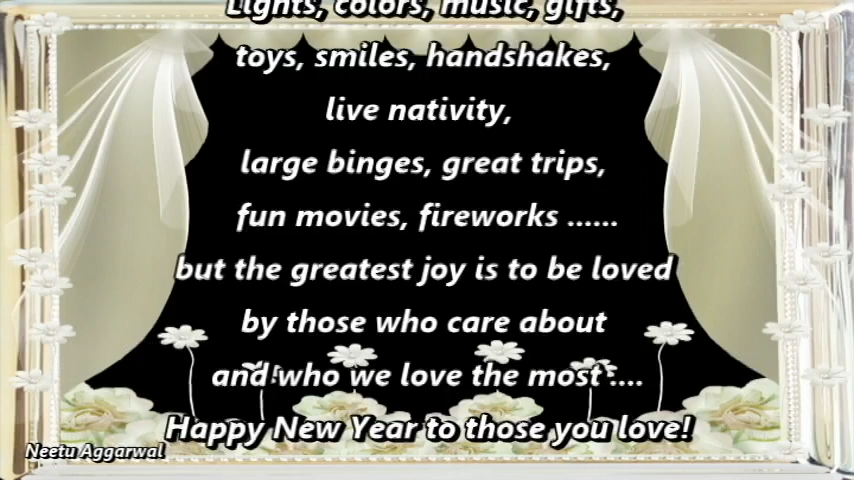 Lights, colors, music, gifts,
toys, smiles, handshakes,
live nativity,
large binges, great trips,
fun movies, fireworks ......
but the greatest joy is to be loved
by those who care about
and who we love the most ....
Happy New Year to those you love!
Neetu Aggarwal